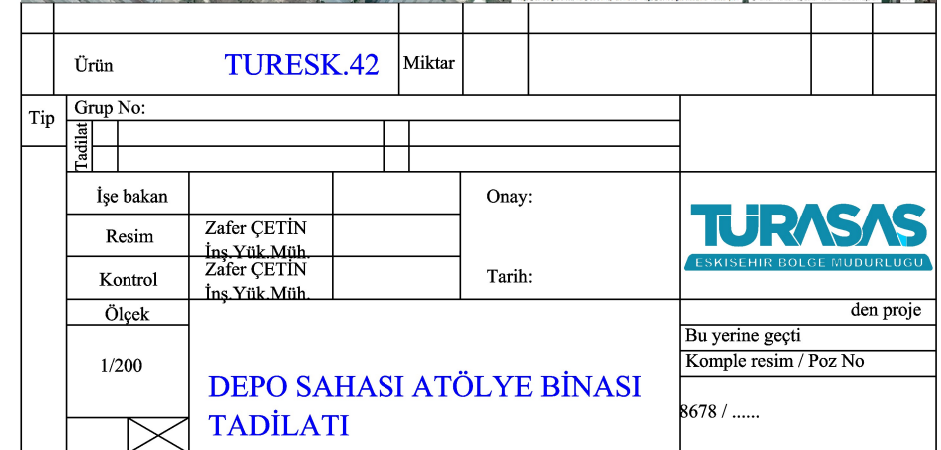 Ürün TURESK.42 Miktar
Tip
Grup No:
Tadilat
İşe bakan
Onay:
Resim
Zafer ÇETİN
İnş.Yük.Müh.
Kontrol
Zafer ÇETİN
İnş.Yük.Müh.
Tarih:
TÜRASAŞ
ESKISEHIR BOLGE MUDURLUGU
Ölçek
den proje
Bu yerine geçti
1/200
Komple resim / Poz No
DEPO SAHASI ATÖLYE BİNASI
TADİLATI
8678 / ......